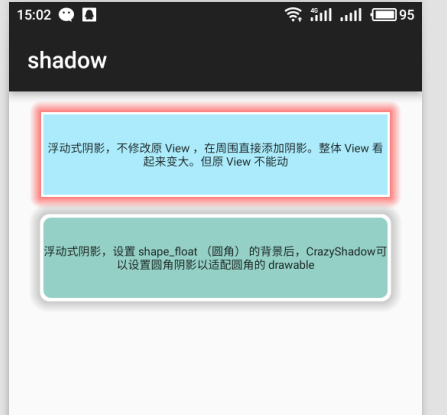 15:02
4G
95
shadow
浮动式阴影，不修改原 View ，在周围直接添加阴影。整体 View 看
起来变大。但原 View 不能动
浮动式阴影，设置 shape_float （圆角） 的背景后，CrazyShadow可
以设置圆角阴影以适配圆角的 drawable